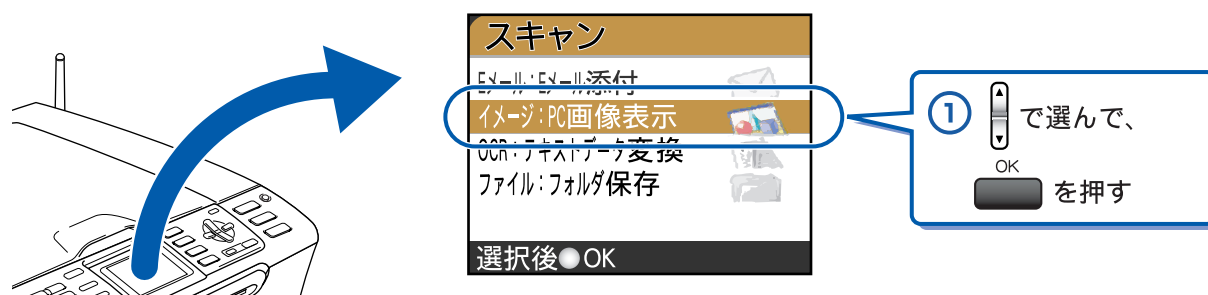 スキャン
Eメール:Eメール添付
イメージ:PC画像表示
OCR:テキストデータ変換
ファイル:フォルダ保存
選択後●OK
① で選んで、
OK
を押す